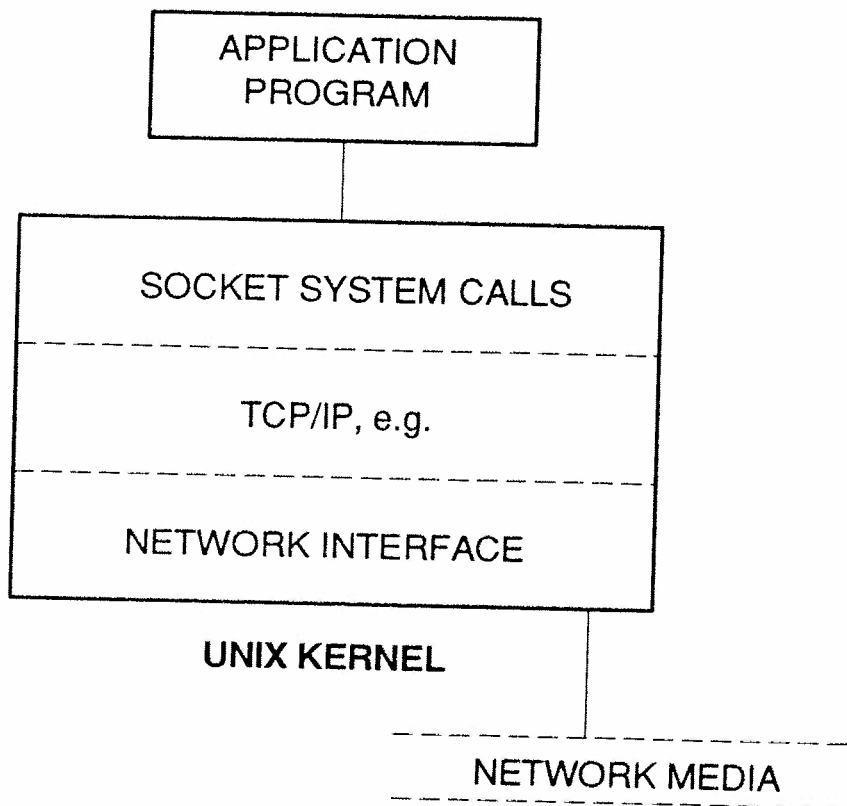 APPLICATION
PROGRAM
SOCKET SYSTEM CALLS
TCP/IP, e.g.
NETWORK INTERFACE
UNIX KERNEL
NETWORK MEDIA